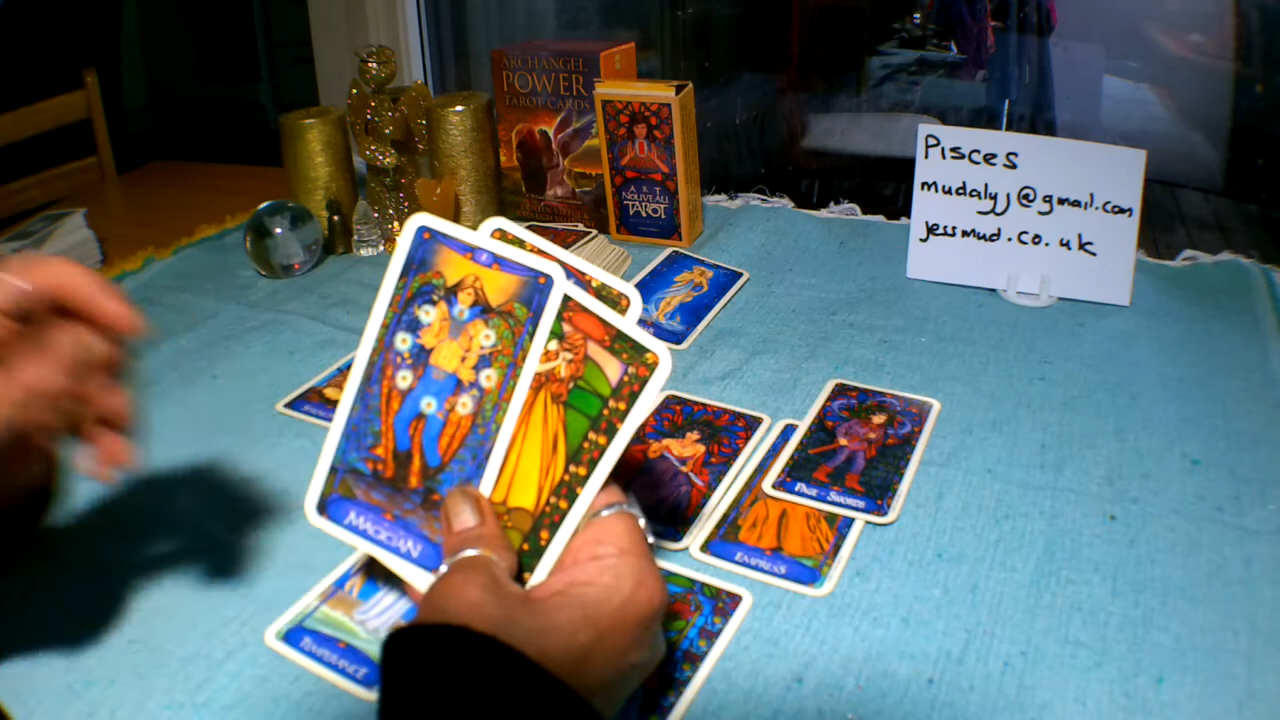 ARCHANGEL
POWER
TAROT CARDS
ART
NOUVEAU
TAROT
Pisces
mudalyj@gmail.com
jessmud.co.uk
MAGICIAN
PAGE - SWORDS
EMPRESS
TEMPERANCE